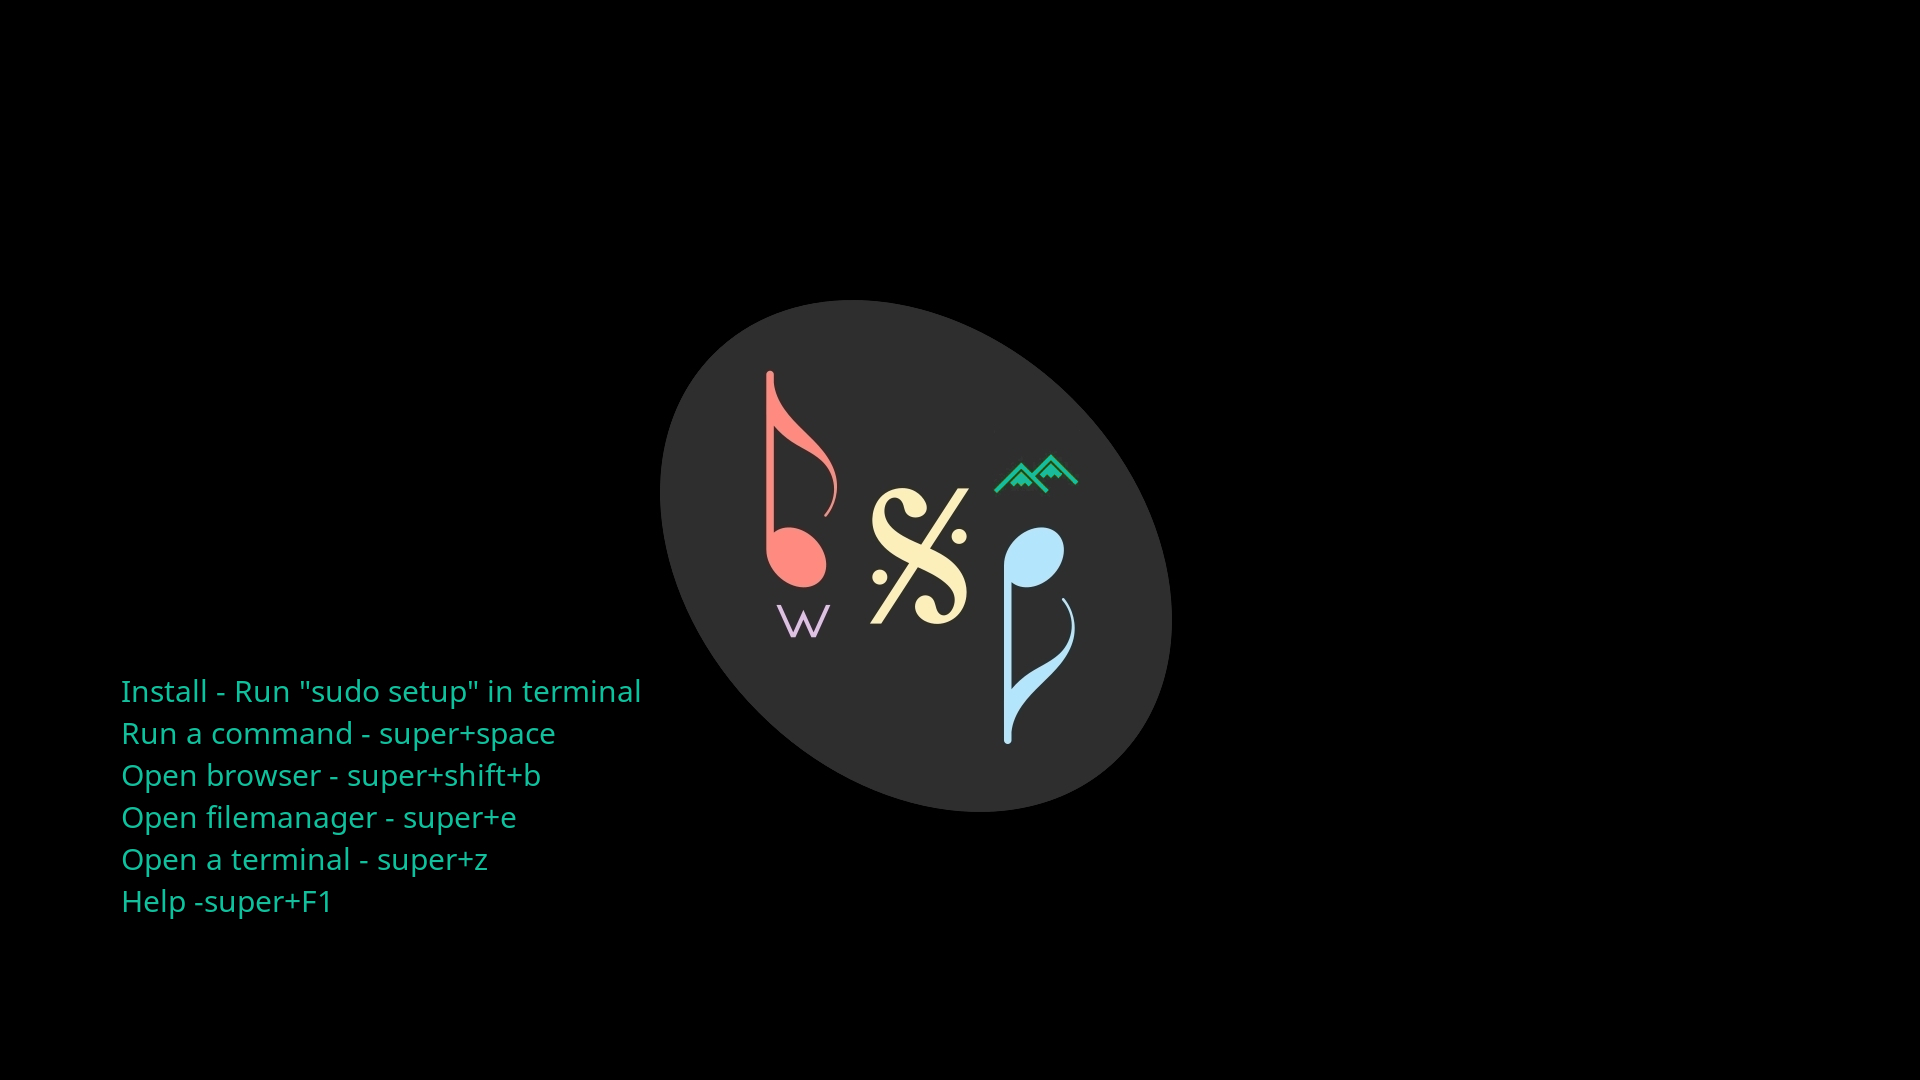 W
Install - Run "sudo setup" in terminal
Run a command - super+space
Open browser - super+shift+b
Open filemanager - super+e
Open a terminal - super+z
Help -super+F1